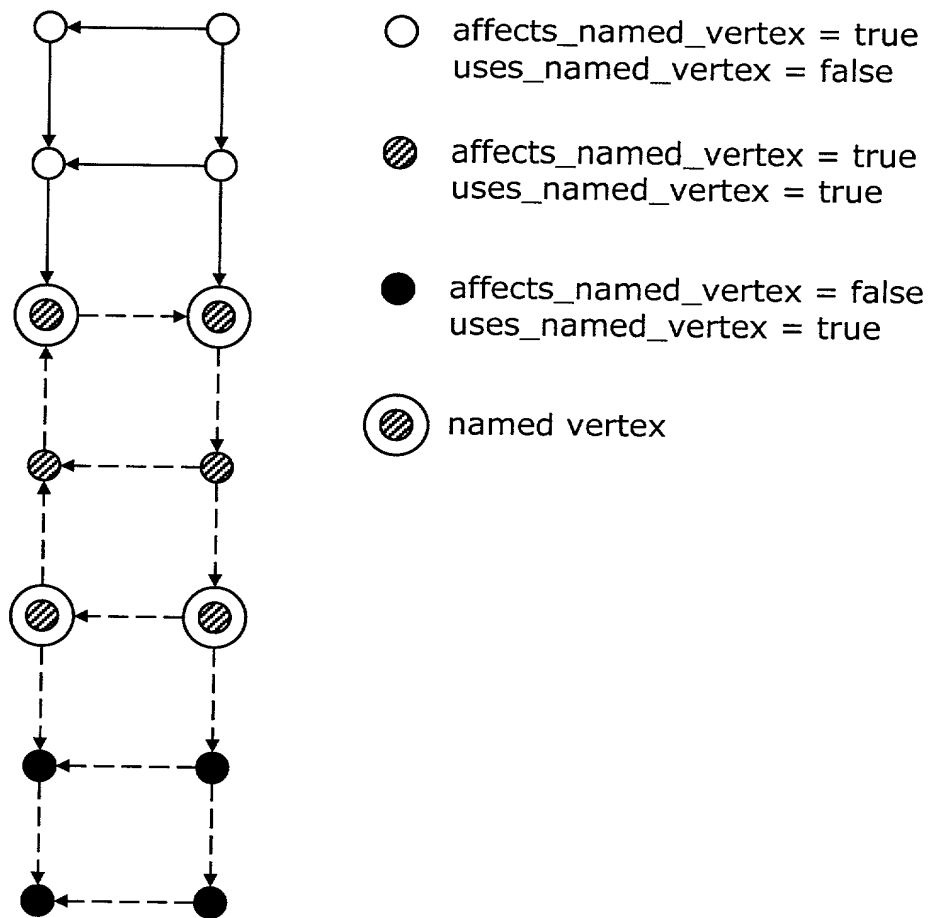 affects_named_vertex = true
uses_named_vertex = false
affects_named_vertex = true
uses_named_vertex = true
affects_named_vertex = false
uses_named_vertex = true
named vertex